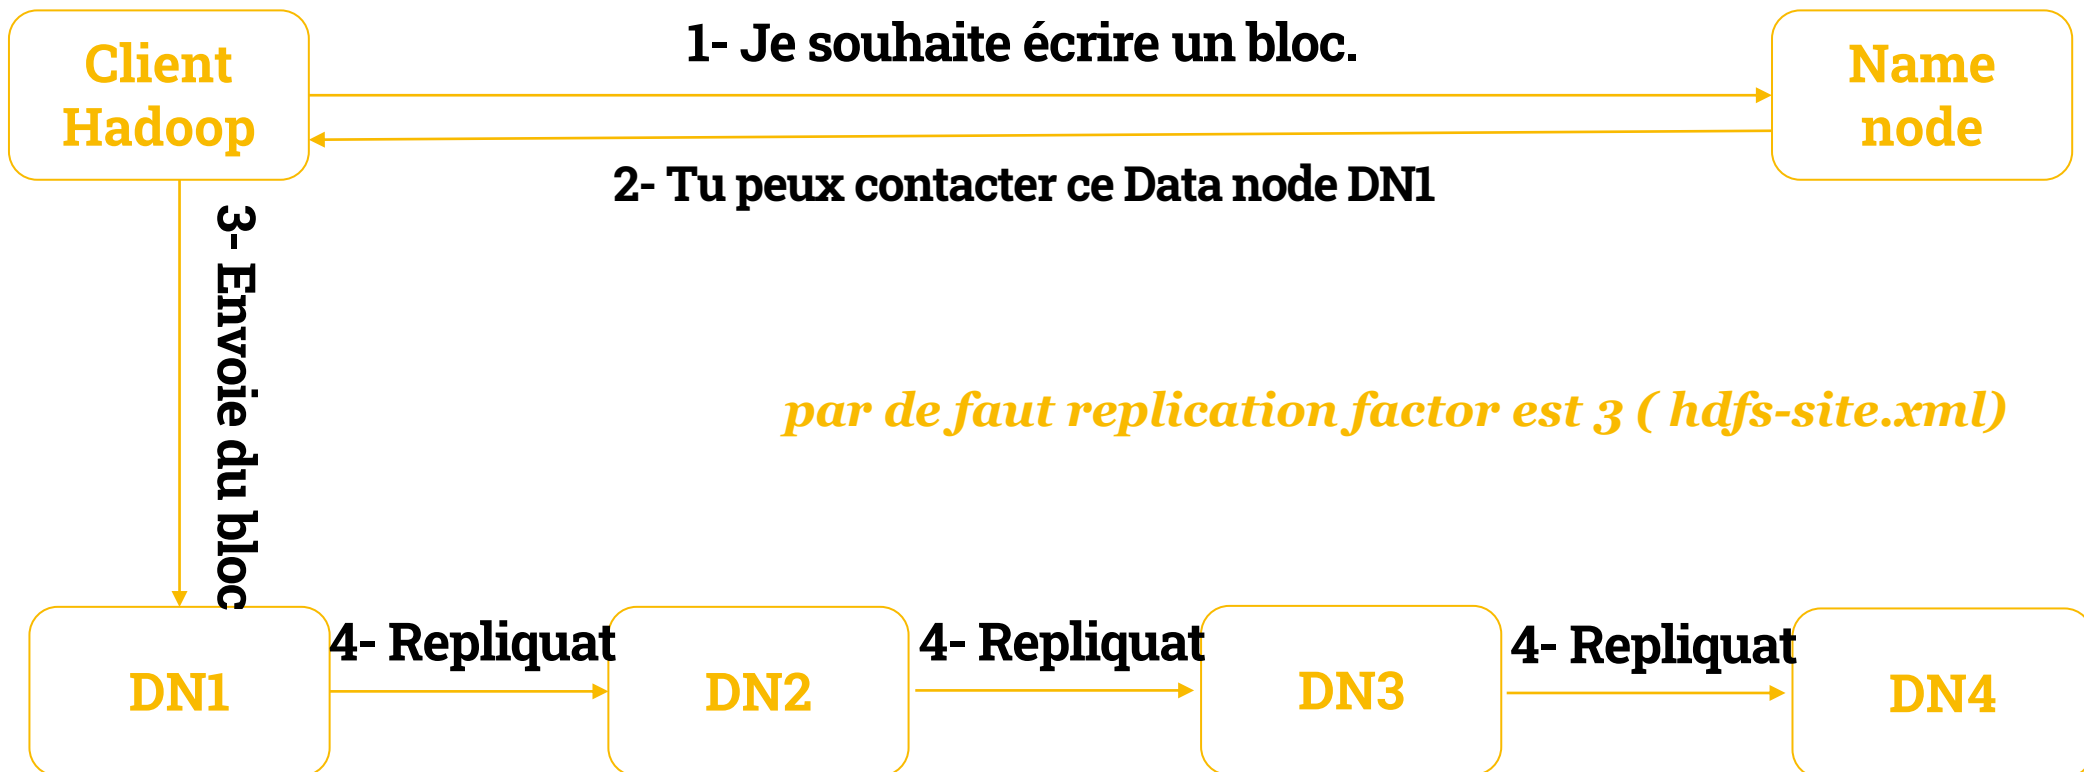 Client
Hadoop
1- Je souhaite écrire un bloc.
Name
node
2- Tu peux contacter ce Data node DN1
3- Envoie du bloc
par de faut replication factor est 3 ( hdfs-site.xml)
DN1
4- Repliquat
DN2
4- Repliquat
DN3
4- Repliquat
DN4